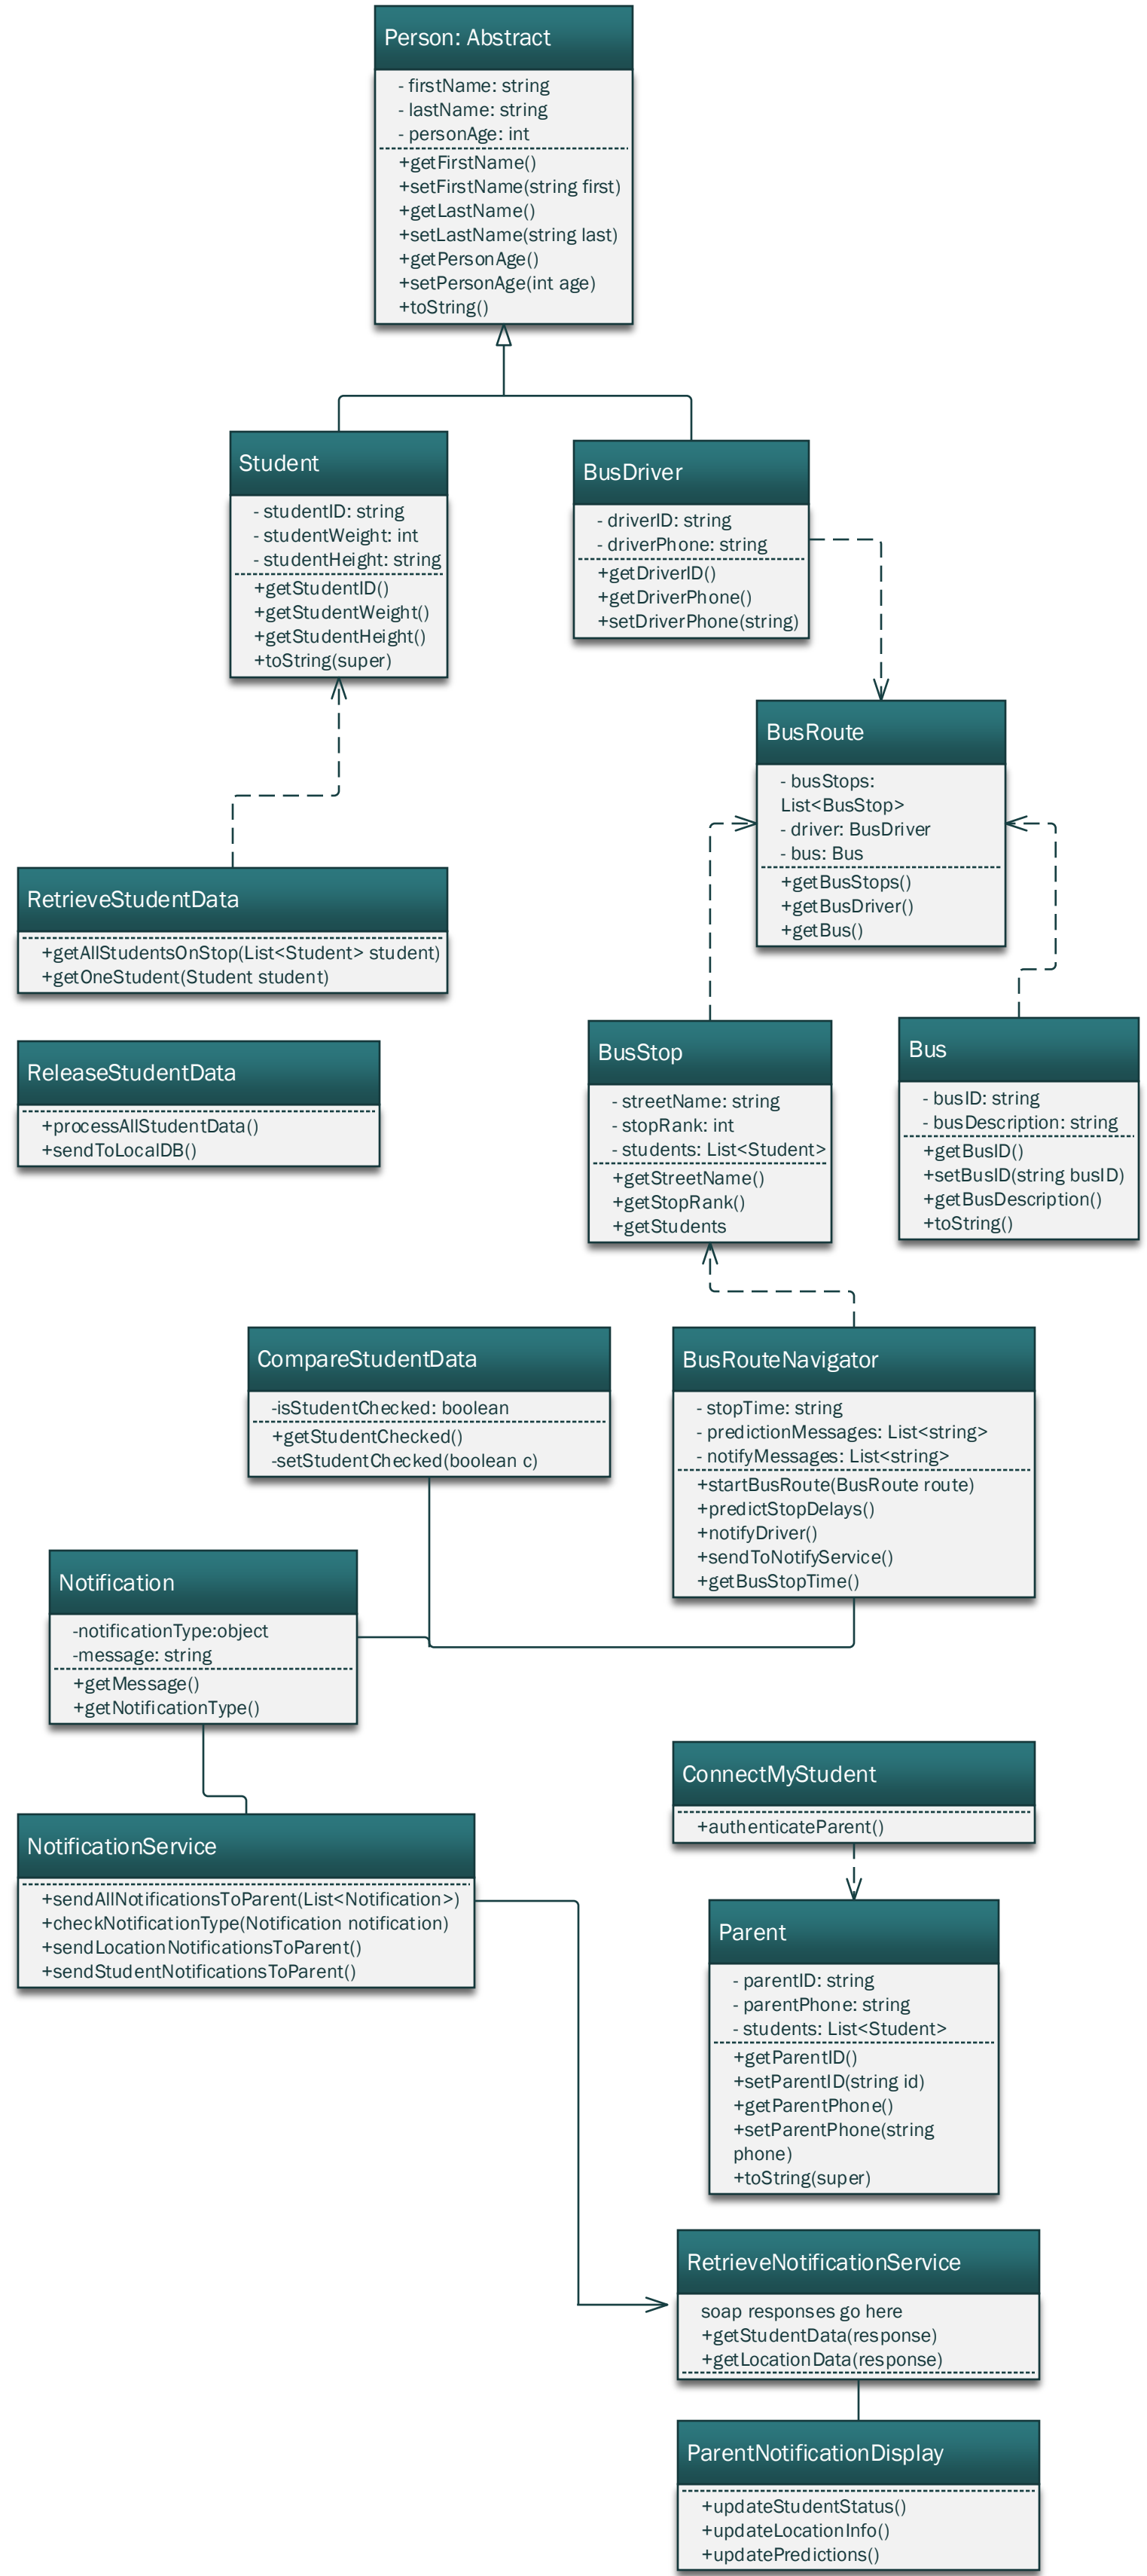 Person: Abstract
- firstName: string
- lastName: string
- personAge: int
+getFirstName()
+setFirstName(string first)
+getLastName()
+setLastName(string last)
+getPersonAge()
+setPersonAge(int age)
+toString()
Student
- studentID: string
- studentWeight: int
- studentHeight: string
+getStudentID()
+getStudentWeight()
+getStudentHeight()
+toString(super)
BusDriver
- driverID: string
- driverPhone: string
+getDriverID()
+getDriverPhone()
+setDriverPhone(string)
BusRoute
- busStops:
List<BusStop>
- driver: BusDriver
- bus: Bus
+getBusStops()
+getBusDriver()
+getBus()
RetrieveStudentData
+getAllStudentsOnStop(List<Student> student)
+getOneStudent(Student student)
ReleaseStudentData
+processAllStudentData()
+sendToLocalDB()
BusStop
- streetName: string
- stopRank: int
- students: List<Student>
+getStreetName()
+getStopRank()
+getStudents
Bus
- busID: string
- busDescription: string
+getBusID()
+setBusID(string busID)
+getBusDescription()
+toString()
CompareStudentData
-isStudentChecked: boolean
+getStudentChecked()
-setStudentChecked(boolean c)
BusRouteNavigator
- stopTime: string
- predictionMessages: List<string>
- notifyMessages: List<string>
+startBusRoute(BusRoute route)
+predictStopDelays()
+notifyDriver()
+sendToNotifyService()
+getBusStopTime()
Notification
-notificationType:object
-message: string
+getMessage()
+getNotificationType()
NotificationService
+sendAllNotificationsToParent(List<Notification>)
+checkNotificationType(Notification notification)
+sendLocationNotificationsToParent()
+sendStudentNotificationsToParent()
ConnectMyStudent
+authenticateParent()
Parent
- parentID: string
- parentPhone: string
- students: List<Student>
+getParentID()
+setParentID(string id)
+getParentPhone()
+setParentPhone(string
phone)
+toString(super)
RetrieveNotificationService
soap responses go here
+getStudentData(response)
+getLocationData(response)
ParentNotificationDisplay
+updateStudentStatus()
+updateLocationInfo()
+updatePredictions()